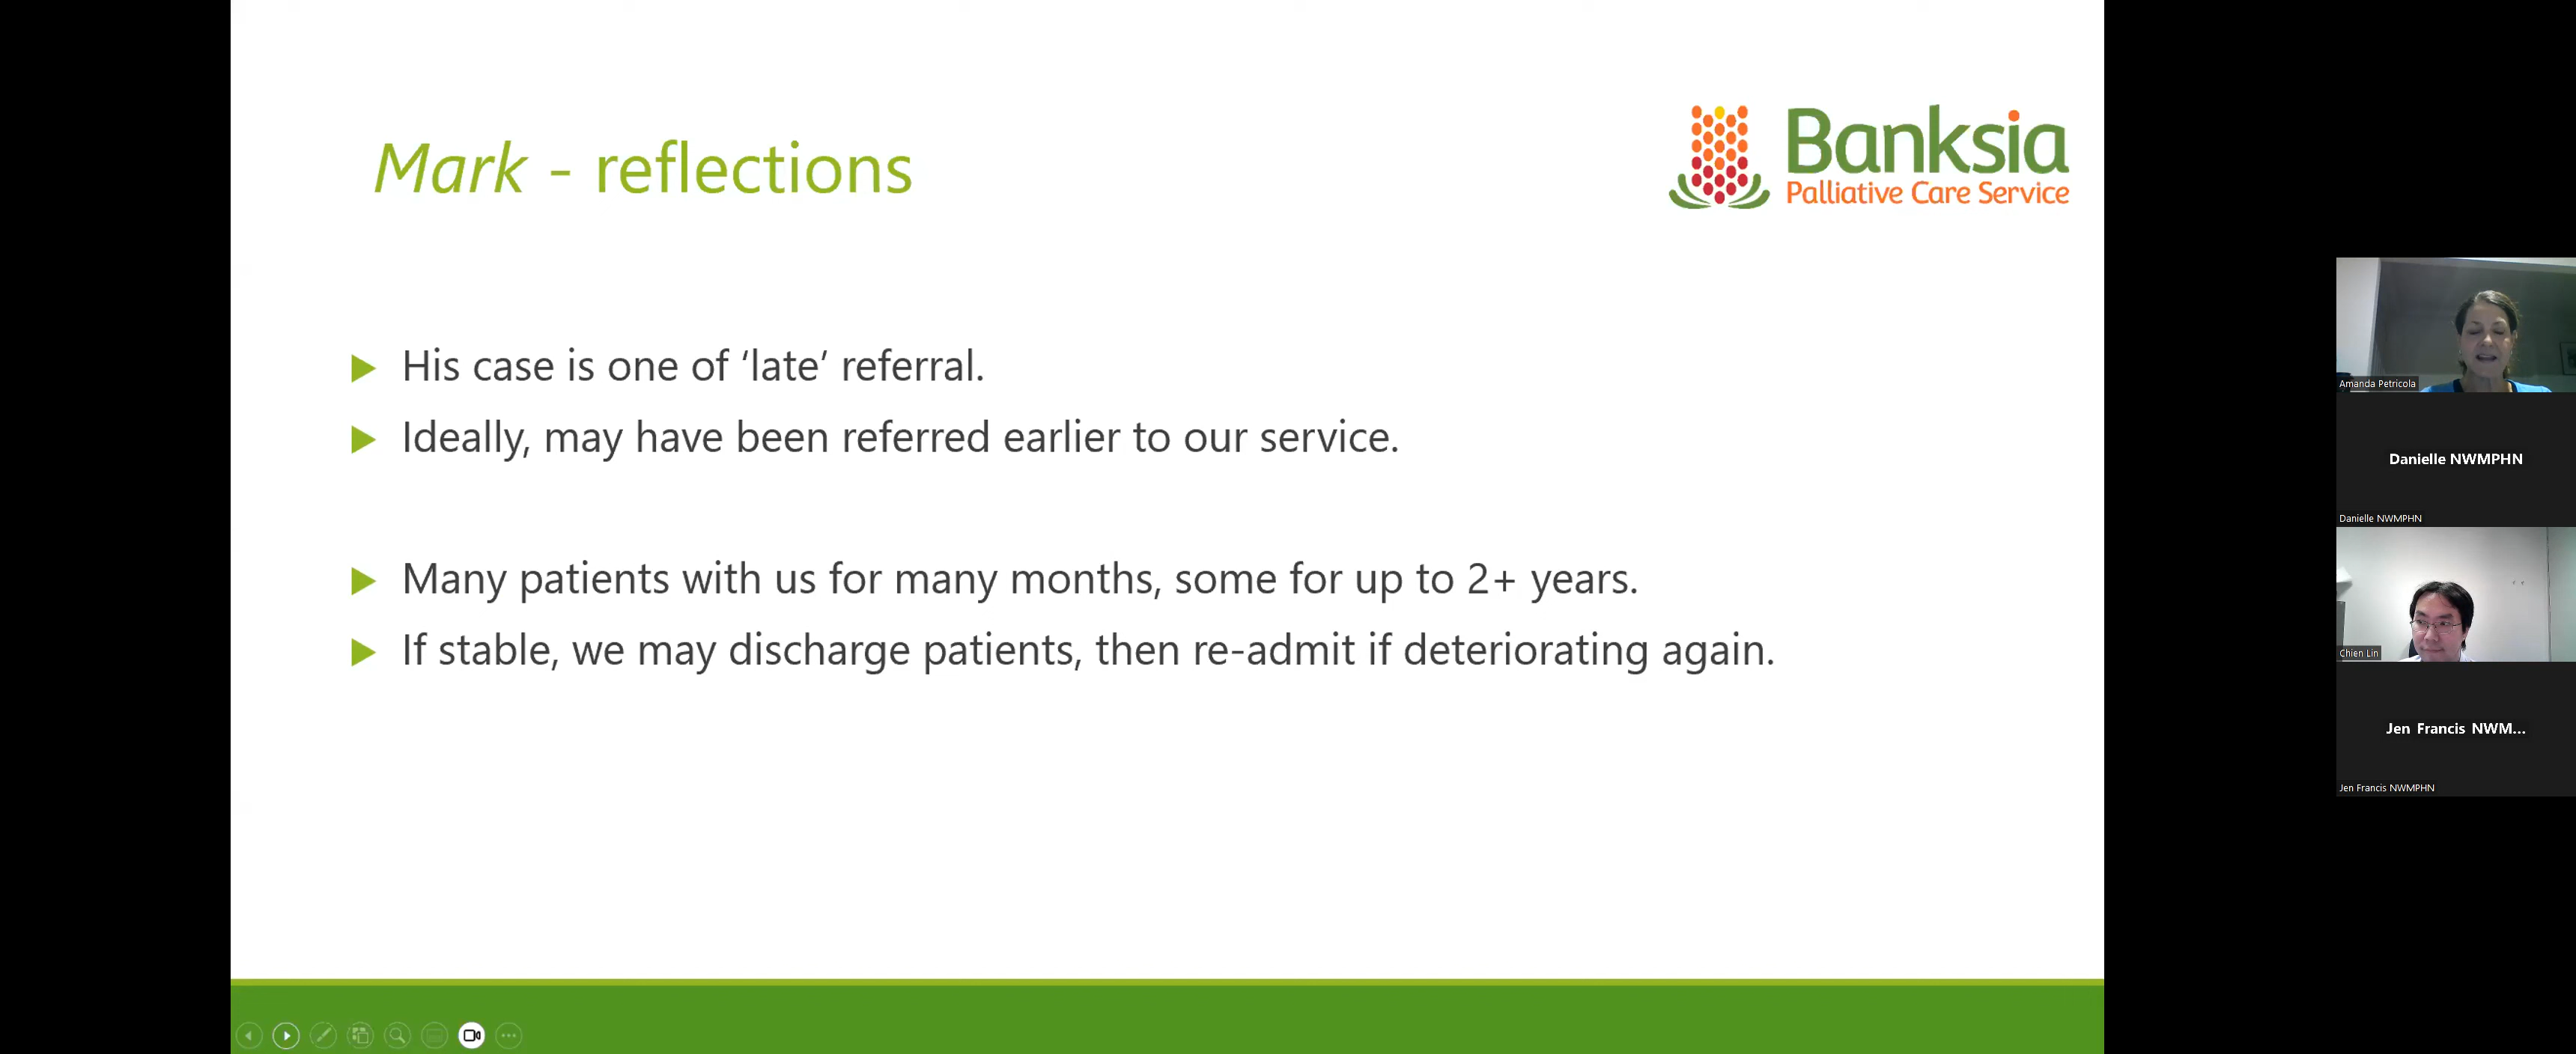 Mark - reflections
Banksia
Palliative Care Service
His case is one of ‘late’ referral.
Ideally, may have been referred earlier to our service.
Many patients with us for many months, some for up to 2+ years.
If stable, we may discharge patients, then re-admit if deteriorating again.
Amanda Petricola
Danielle NWMPHN
Danielle NWMPHN
Chien Lin
Jen Francis NWM...
Jen Francis NWMPHN